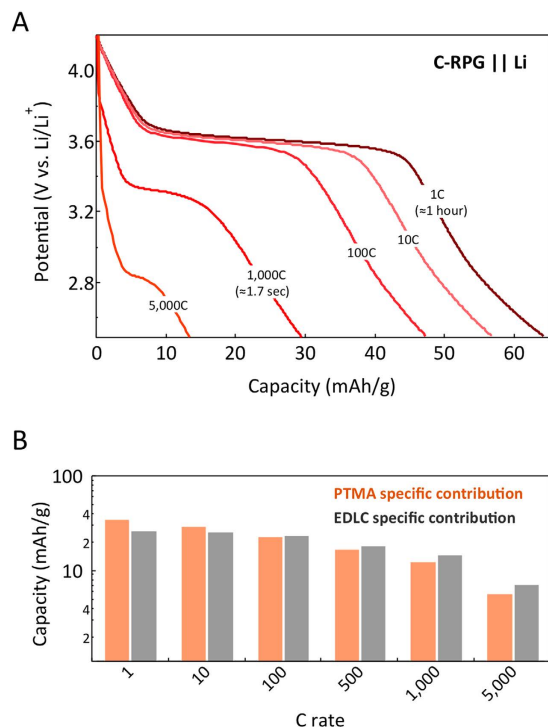 A
C-RPG || Li
Potential (V vs. Li/Li⁺)
4.0
3.6
3.2
2.8
1C
(≈1 hour)
10C
100C
1,000C
(≈1.7 sec)
5,000C
0 10 20 30 40 50 60
Capacity (mAh/g)
B
PTMA specific contribution
EDLC specific contribution
Capacity (mAh/g)
100
4
2
10
4
2
1 10 100 500 1,000 5,000
C rate